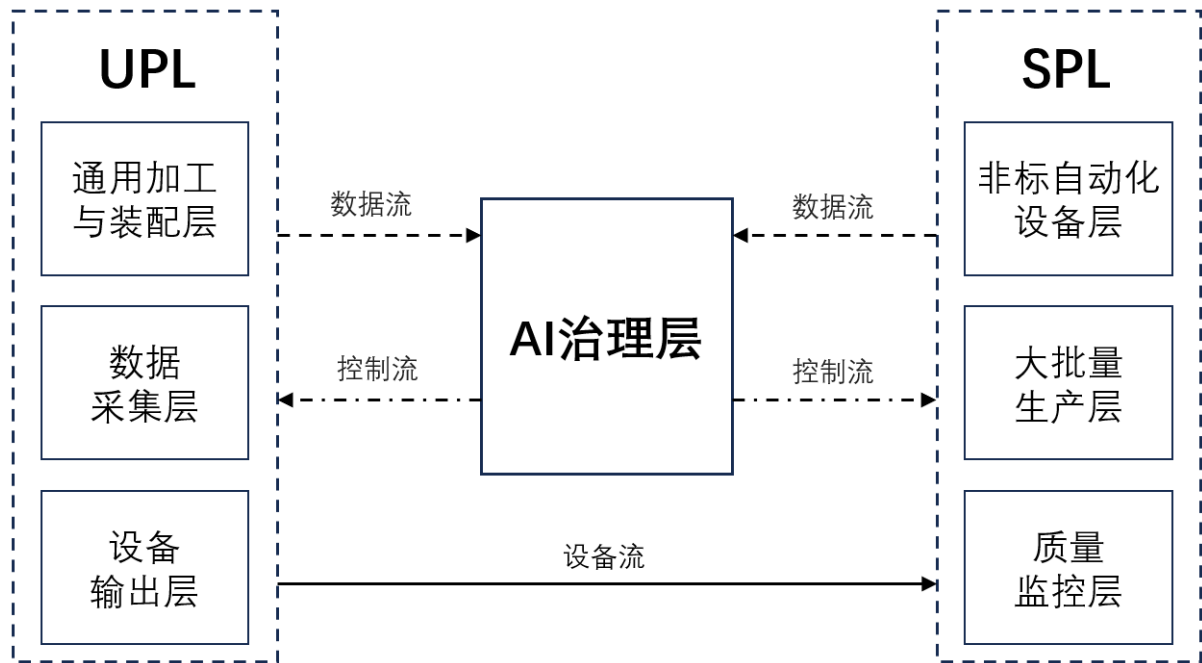 UPL
通用加工
与装配层
数据
采集层
设备
输出层
数据流
控制流
AI治理层
数据流
控制流
设备流
SPL
非标自动化
设备层
大批量
生产层
质量
监控层